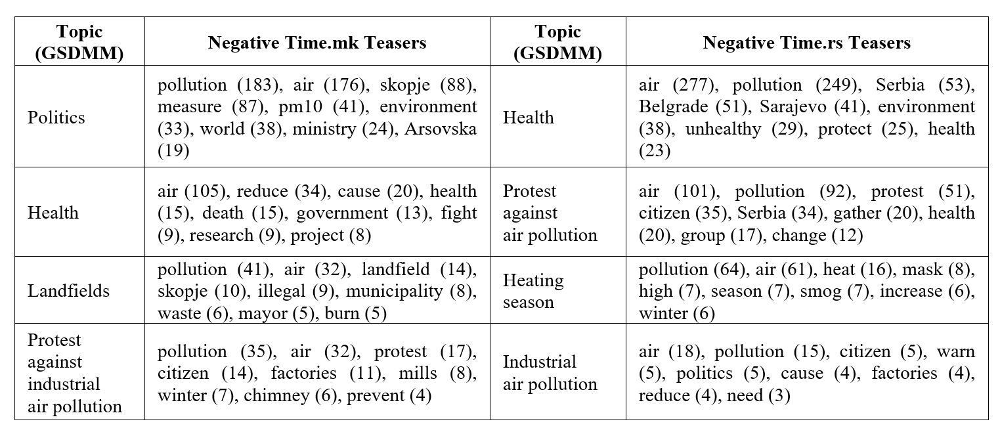 Topic (GSDMM) | Negative Time.mk Teasers | Topic (GSDMM) | Negative Time.rs Teasers
Politics
pollution (183), air (176), skopje (88),
measure (87), pm10 (41), environment
(33), world (38), ministry (24), Arsovska
(19)
Health
air (277), pollution (249), Serbia (53),
Belgrade (51), Sarajevo (41), environment
(38), unhealthy (29), protect (25), health
(23)
Health
air (105), reduce (34), cause (20), health
(15), death (15), government (13), fight
(9), research (9), project (8)
Protest
against
air pollution
air (101), pollution (92), protest (51),
citizen (35), Serbia (34), gather (20), health
(20), group (17), change (12)
Landfields
pollution (41), air (32), landfield (14),
skopje (10), illegal (9), municipality (8),
waste (6), mayor (5), burn (5)
Heating
season
pollution (64), air (61), heat (16), mask (8),
high (7), season (7), smog (7), increase (6),
winter (6)
Protest
against
industrial
air pollution
pollution (35), air (32), protest (17),
citizen (14), factories (11), mills (8),
winter (7), chimney (6), prevent (4)
Industrial
air pollution
air (18), pollution (15), citizen (5), warn
(5), politics (5), cause (4), factories (4),
reduce (4), need (3)